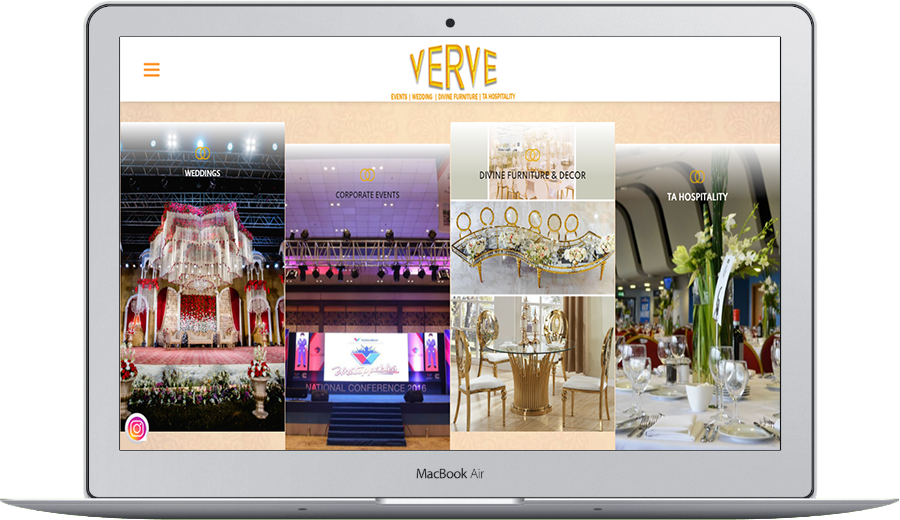 VERVE
EVENTS | WEDDING | DIVINE FURNITURE | TA HOSPITALITY
WEDDINGS
CORPORATE EVENTS
DIVINE FURNITURE & DECOR
TA HOSPITALITY
NATIONAL CONFERENCE 2016
MacBook Air